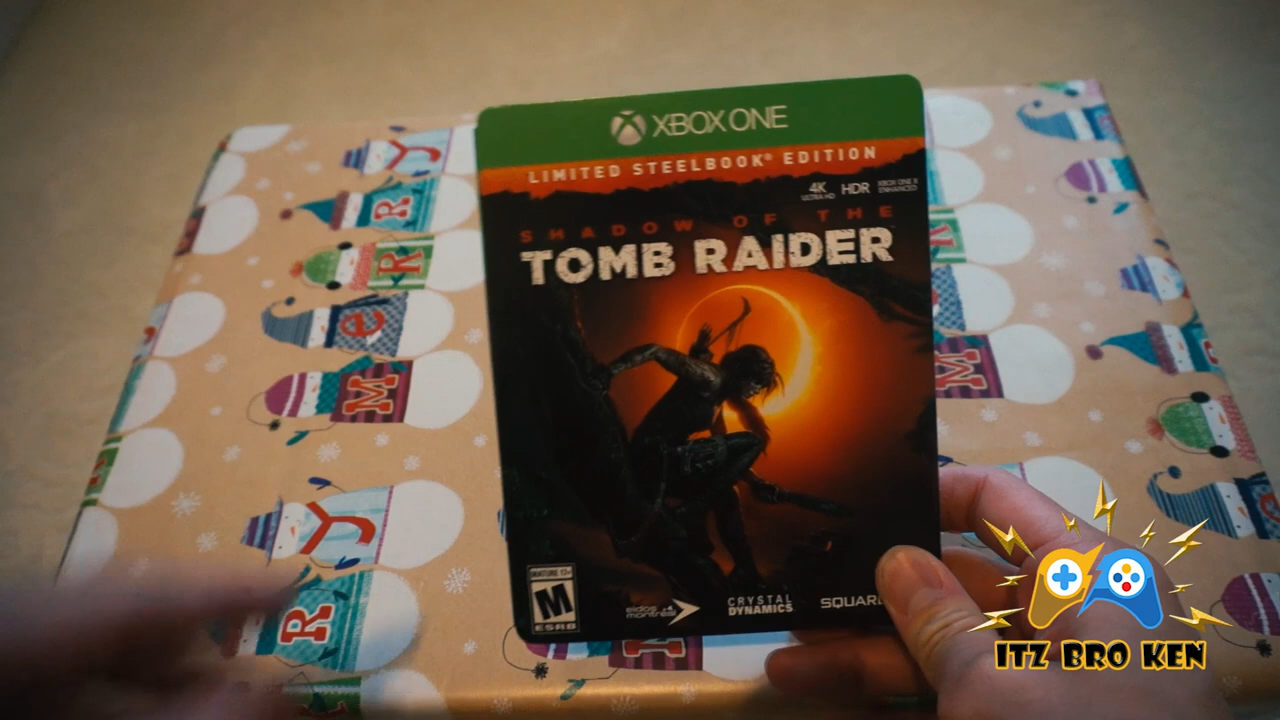 XBOX ONE
LIMITED STEELBOOK® EDITION
4K
ULTRA HD
HDR
XBOX ONE X
ENHANCED
SHADOW OF THE
TOMB RAIDER
MATURE 17+
M
ESRB
eidos
montréal
CRYSTAL
DYNAMICS
SQUARE
ITZ BRO KEN
M
e
R
R
y
R
y
M
R